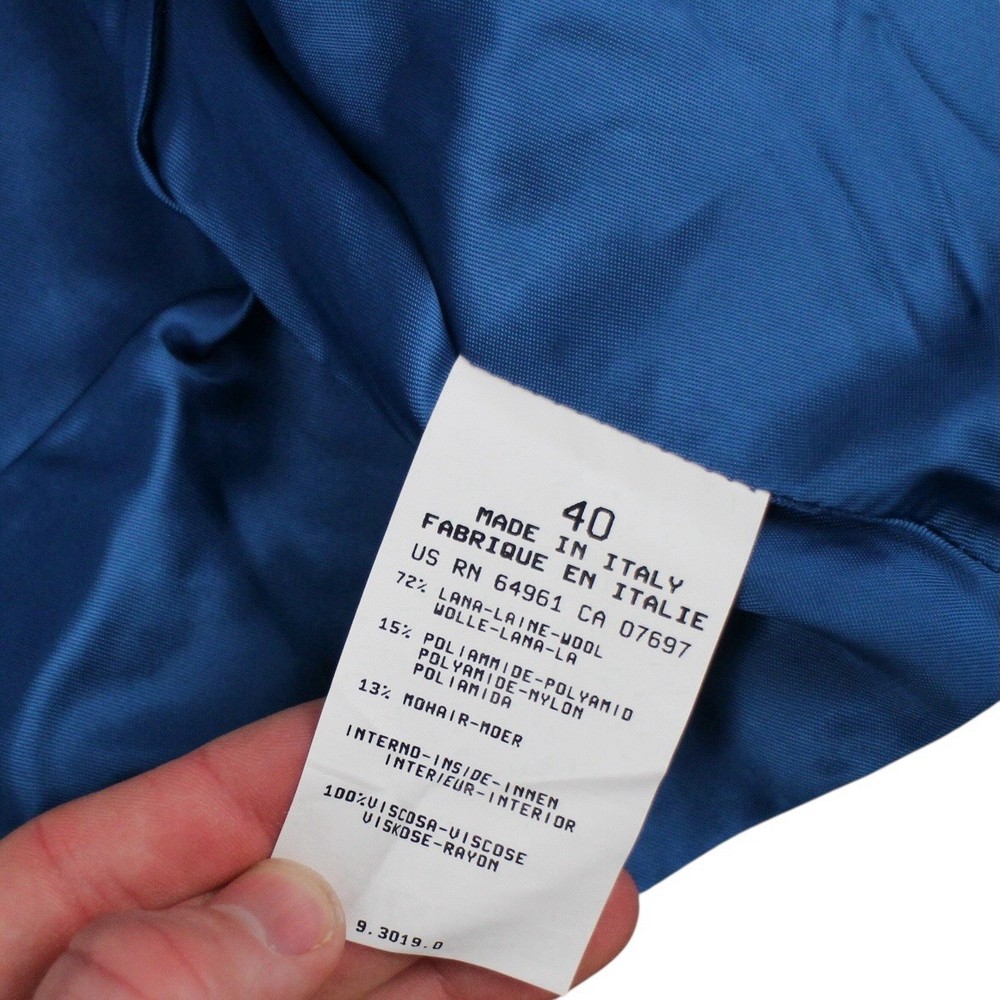 40
MADE IN ITALY
FABRIQUE EN ITALIE
US RN 64961 CA 07697
72% LANA-LAINE-WOOL
WOLLE-LANA-LA
15% POLIAMMIDE-POLYAMID
POLYAMIDE-NYLON
POLIAMIDA
13% MOHAIR-MOER
INTERNO-INSIDE-INNEN
INTERIEUR-INTERIOR
100%VISCOSA-VISCOSE
VISKOSE-RAYON
9.3019.0